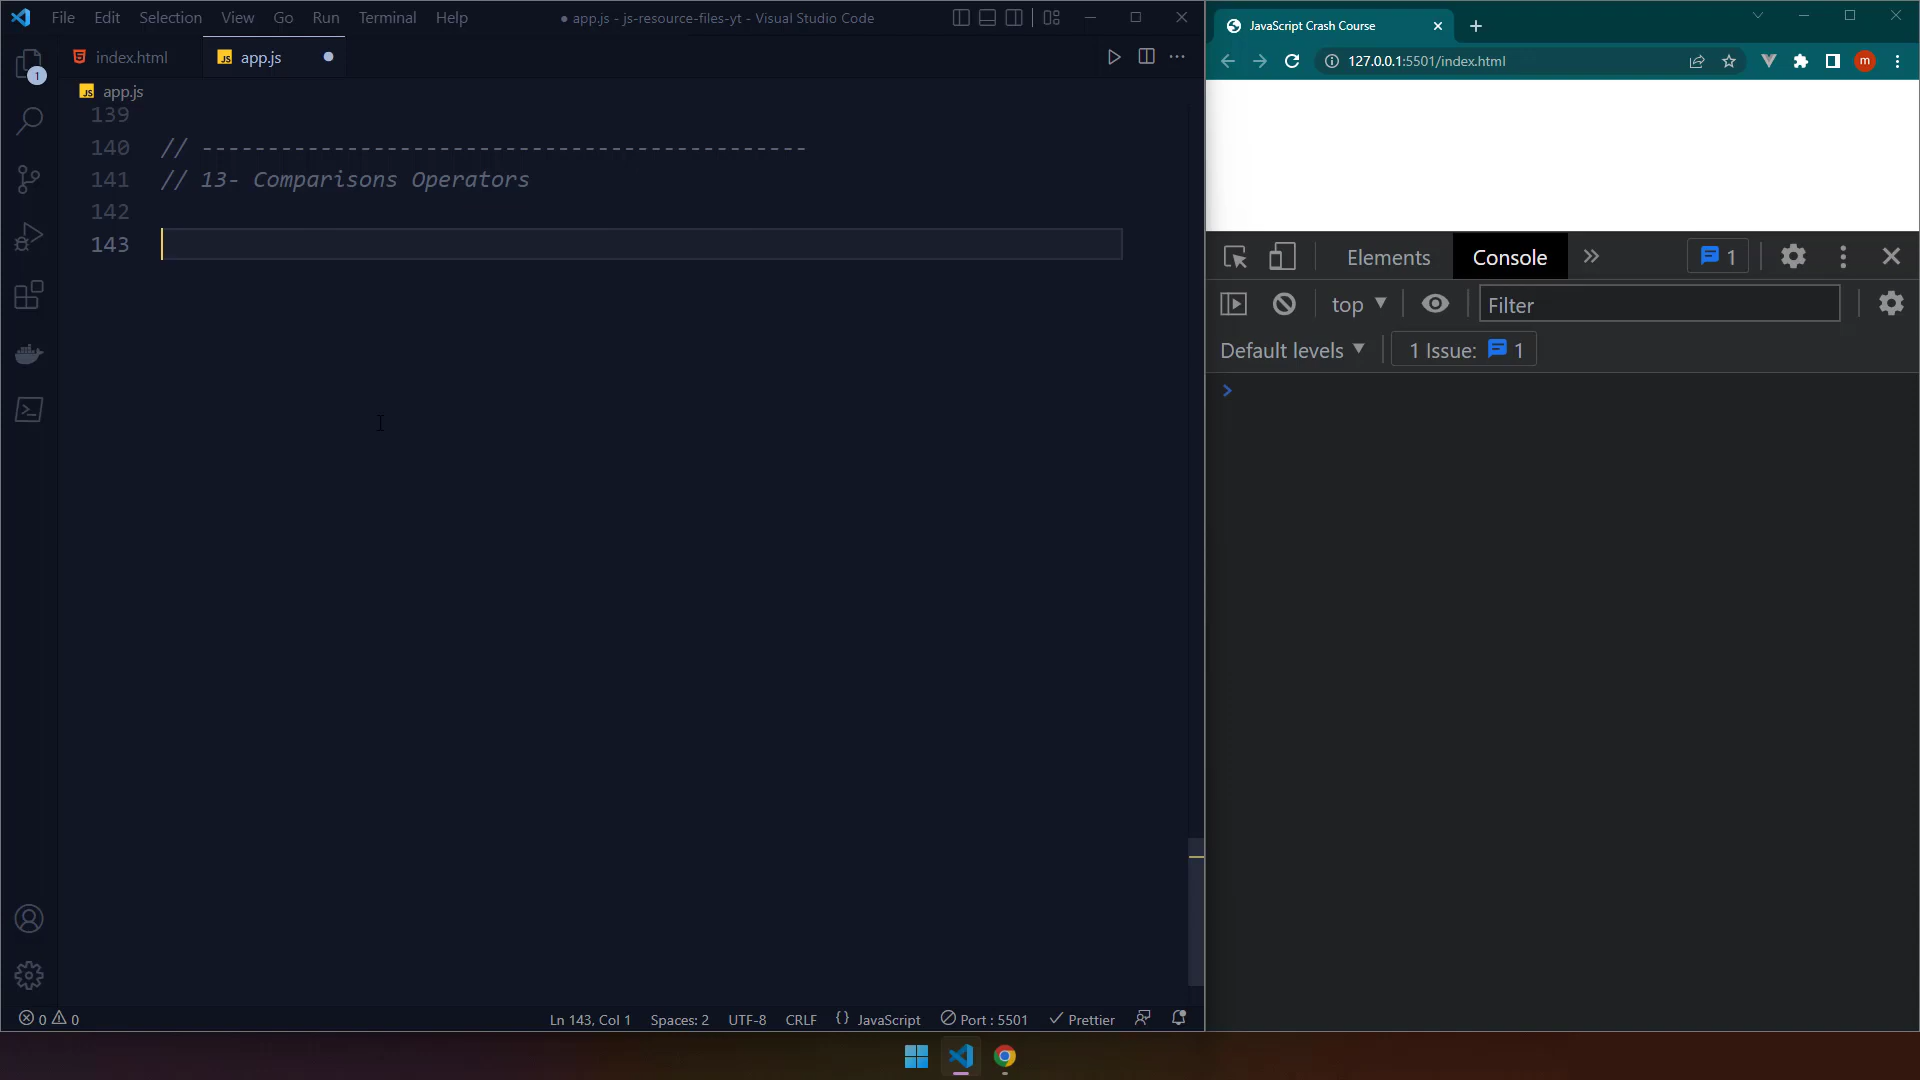 File Edit Selection View Go Run Terminal Help
● app.js - js-resource-files-yt - Visual Studio Code
index.html
JS app.js
JS app.js
1
139
140 // ----------------------------------------------
141 // 13- Comparisons Operators
142
143
0 0
Ln 143, Col 1 Spaces: 2 UTF-8 CRLF {} JavaScript Port : 5501 Prettier
JavaScript Crash Course
127.0.0.1:5501/index.html
m
Elements Console » 1
top Filter
Default levels 1 Issue: 1
>